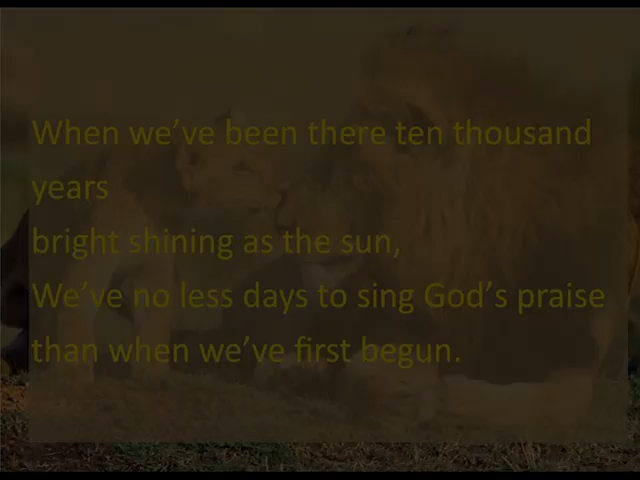 When we’ve been there ten thousand
years
bright shining as the sun,
We’ve no less days to sing God’s praise
than when we’ve first begun.